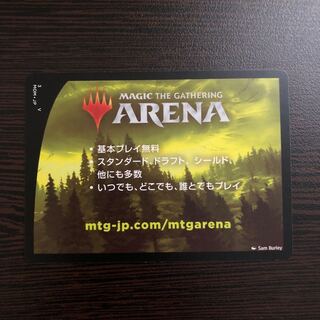 MAGIC THE GATHERING
ARENA
• 基本プレイ無料
• スタンダード、ドラフト、シールド、
他にも多数
• いつでも、どこでも、誰とでもプレイ
mtg-jp.com/mtgarena
Sam Burley